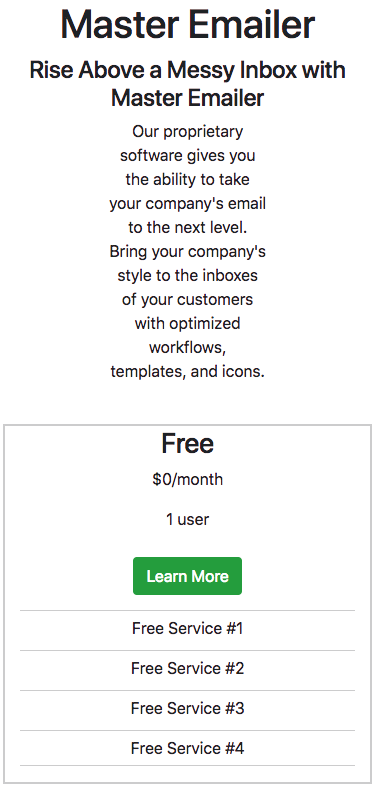 Master Emailer
Rise Above a Messy Inbox with
Master Emailer
Our proprietary
software gives you
the ability to take
your company's email
to the next level.
Bring your company's
style to the inboxes
of your customers
with optimized
workflows,
templates, and icons.
Free
$0/month
1 user
Learn More
Free Service #1
Free Service #2
Free Service #3
Free Service #4